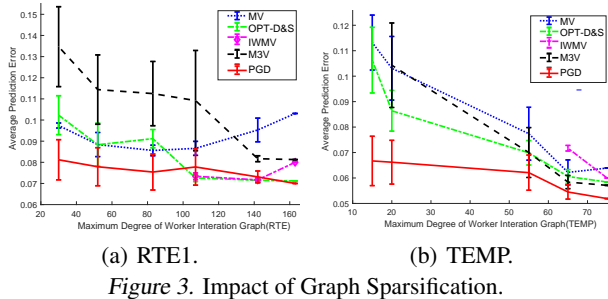 0.15
0.14
0.13
0.12
0.11
0.1
0.09
0.08
0.07
0.06
20 40 60 80 100 120 140 160
Average Prediction Error
Maximum Degree of Worker Interation Graph(RTE)
MV
OPT-D&S
IWMV
M3V
PGD
0.12
0.11
0.1
0.09
0.08
0.07
0.06
0.05
20 30 40 50 60 70
Average Prediction Error
Maximum Degree of Worker Interation Graph(TEMP)
MV
OPT-D&S
IWMV
M3V
PGD
(a) RTE1.
(b) TEMP.
Figure 3. Impact of Graph Sparsification.